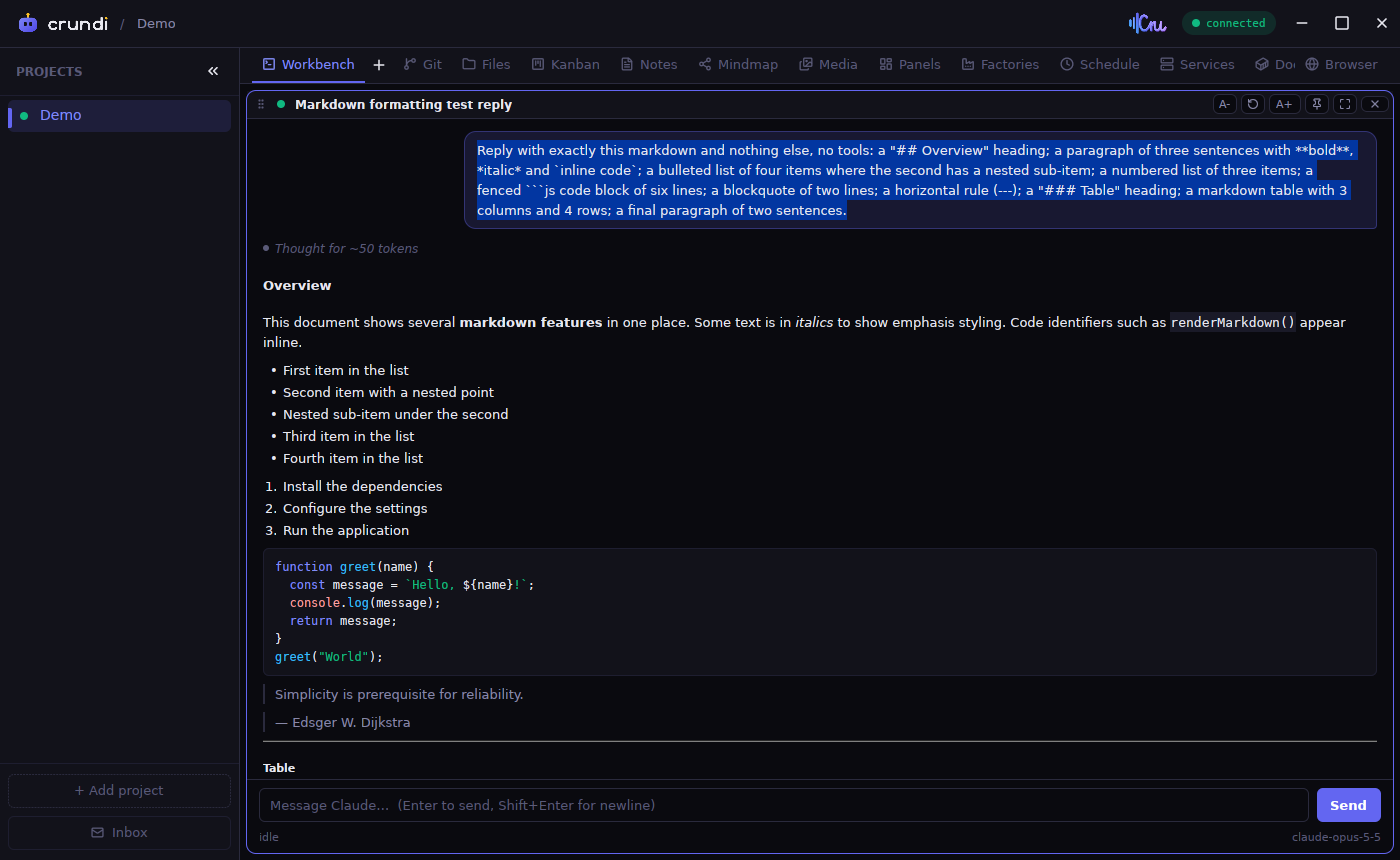 crundi / Demo
Cru
connected
PROJECTS
Demo
+ Add project
Inbox
Workbench + Git Files Kanban Notes Mindmap Media Panels Factories Schedule Services Doc Browser
Markdown formatting test reply
A- A+
Reply with exactly this markdown and nothing else, no tools: a "## Overview" heading; a paragraph of three sentences with **bold**,
*italic* and `inline code`; a bulleted list of four items where the second has a nested sub-item; a numbered list of three items; a
fenced ```js code block of six lines; a blockquote of two lines; a horizontal rule (---); a "### Table" heading; a markdown table with 3
columns and 4 rows; a final paragraph of two sentences.
Thought for ~50 tokens
Overview
This document shows several markdown features in one place. Some text is in italics to show emphasis styling. Code identifiers such as renderMarkdown() appear
inline.
• First item in the list
• Second item with a nested point
• Nested sub-item under the second
• Third item in the list
• Fourth item in the list
1. Install the dependencies
2. Configure the settings
3. Run the application
function greet(name) {
  const message = `Hello, ${name}!`;
  console.log(message);
  return message;
}
greet("World");
Simplicity is prerequisite for reliability.
— Edsger W. Dijkstra
Table
Message Claude... (Enter to send, Shift+Enter for newline)
Send
idle
claude-opus-5-5